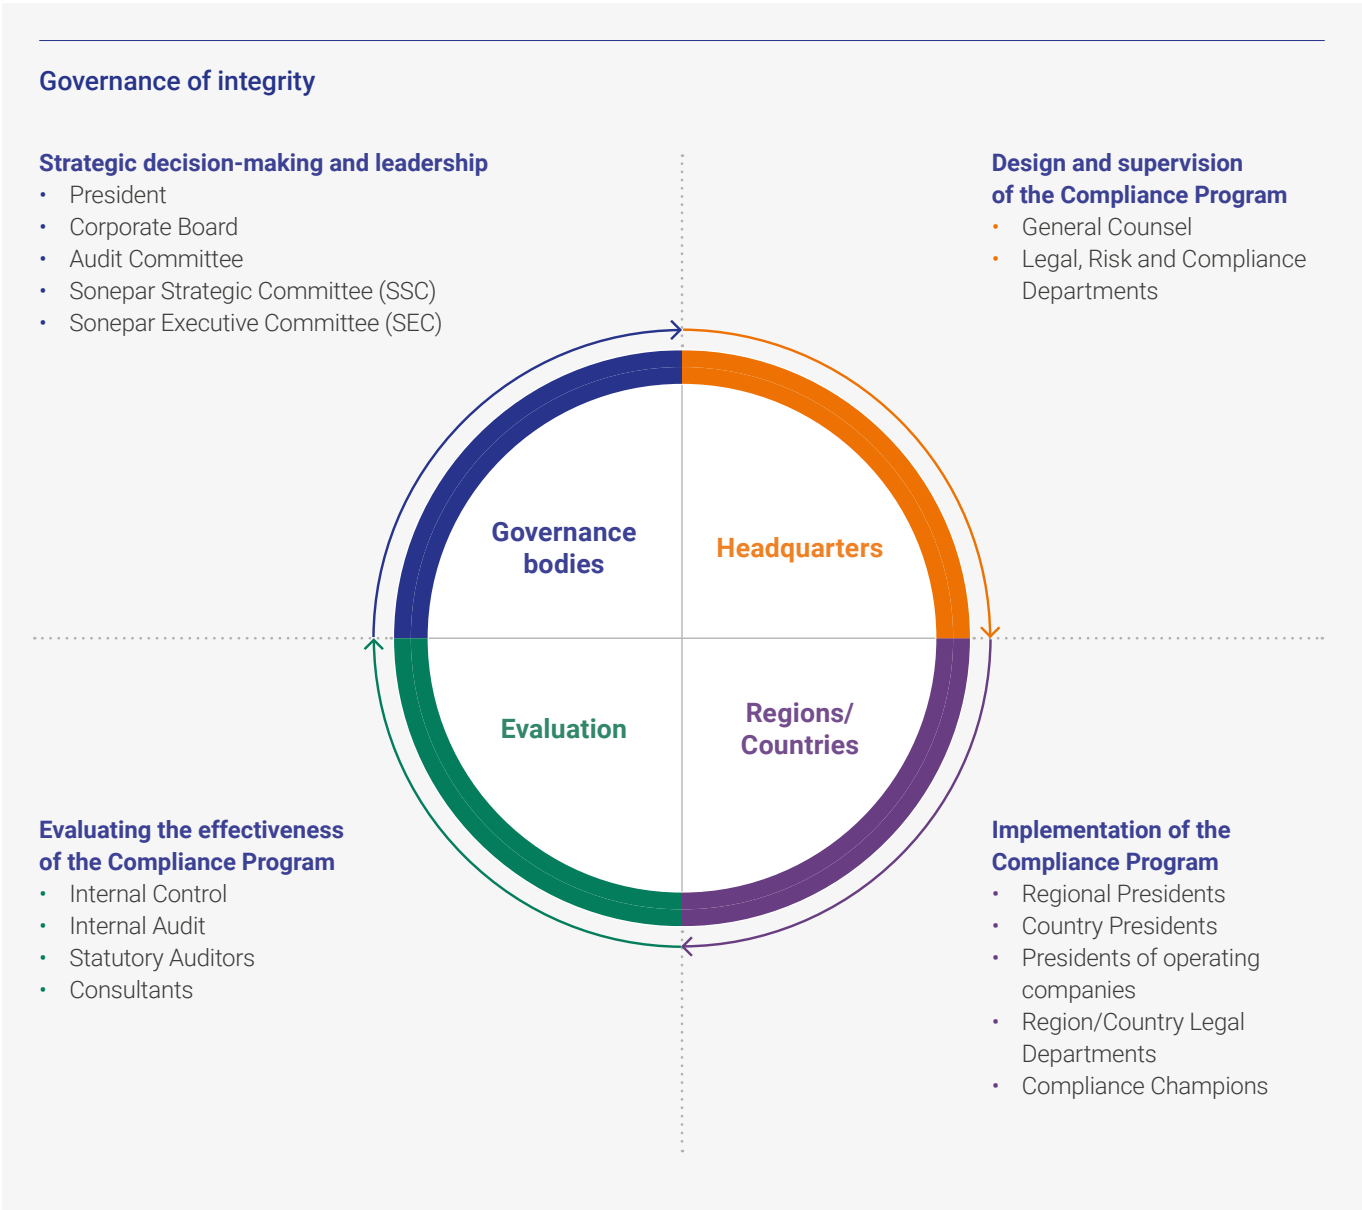 Governance of integrity
Strategic decision-making and leadership
• President
• Corporate Board
• Audit Committee
• Sonepar Strategic Committee (SSC)
• Sonepar Executive Committee (SEC)
Design and supervision
of the Compliance Program
• General Counsel
• Legal, Risk and Compliance
Departments
Governance
bodies
Headquarters
Evaluation
Regions/
Countries
Evaluating the effectiveness
of the Compliance Program
• Internal Control
• Internal Audit
• Statutory Auditors
• Consultants
Implementation of the
Compliance Program
• Regional Presidents
• Country Presidents
• Presidents of operating
companies
• Region/Country Legal
Departments
• Compliance Champions